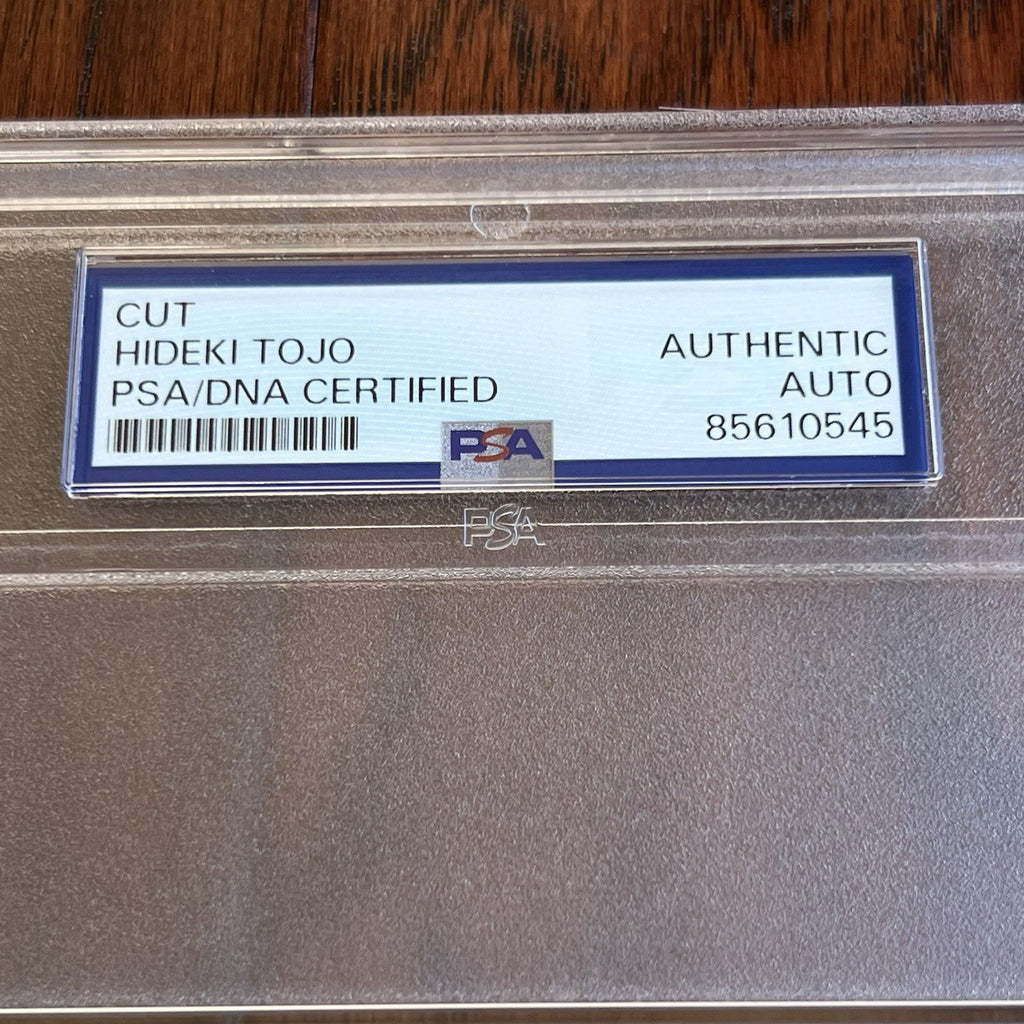 CUT
HIDEKI TOJO
PSA/DNA CERTIFIED
AUTHENTIC
AUTO
85610545
PSA
PSA